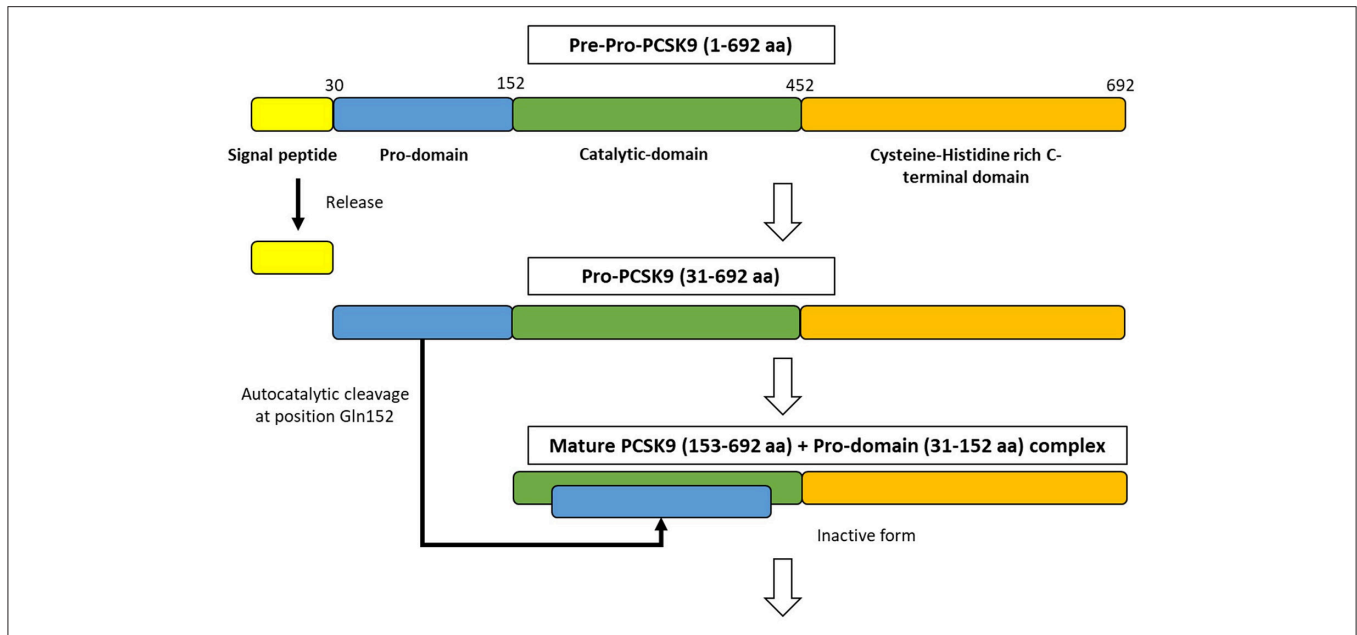 Pre-Pro-PCSK9 (1-692 aa)
30
152
452
692
Signal peptide
Pro-domain
Catalytic-domain
Cysteine-Histidine rich C-
terminal domain
Release
Pro-PCSK9 (31-692 aa)
Autocatalytic cleavage
at position Gln152
Mature PCSK9 (153-692 aa) + Pro-domain (31-152 aa) complex
Inactive form